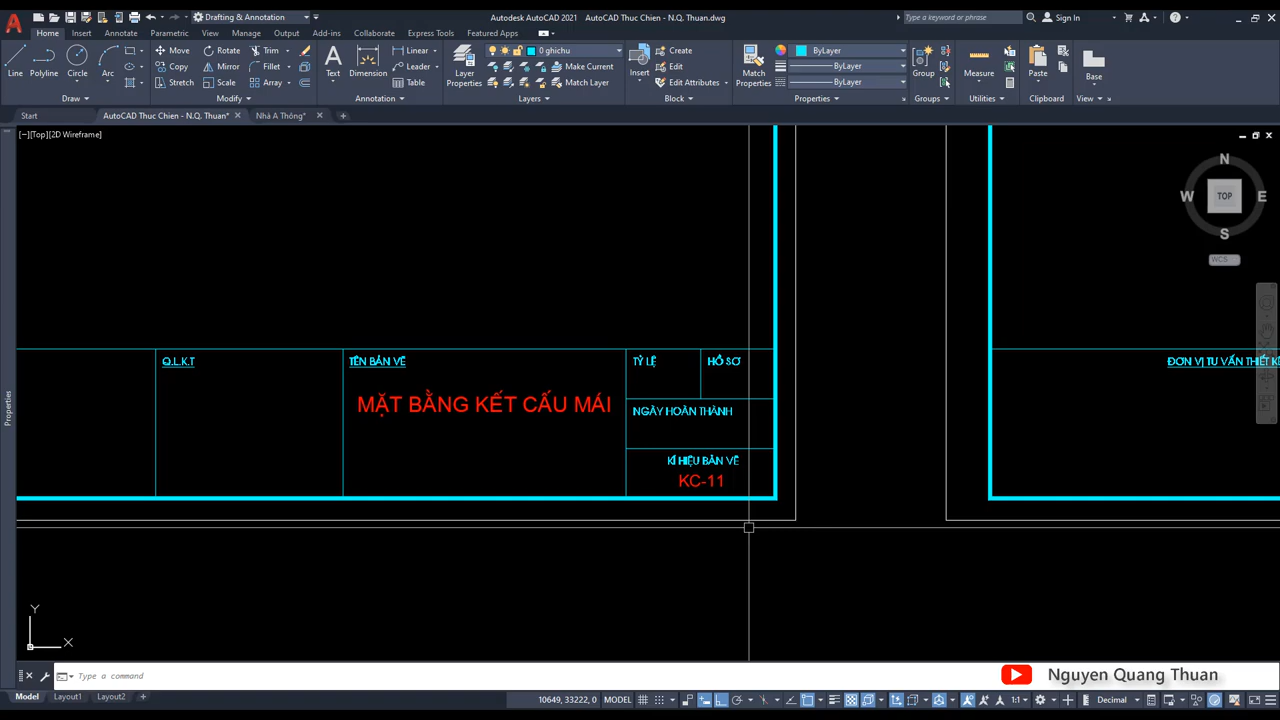 Drafting & Annotation
Autodesk AutoCAD 2021 AutoCAD Thuc Chien - N.Q. Thuan.dwg
Type a keyword or phrase
Sign In
Home Insert Annotate Parametric View Manage Output Add-ins Collaborate Express Tools Featured Apps
Line Polyline Circle Arc
Move Rotate Trim
Copy Mirror Fillet
Stretch Scale Array
Text Dimension
Linear
Leader
Table
Layer Properties
0 ghichu
Make Current
Match Layer
Insert
Create
Edit
Edit Attributes
Match Properties
ByLayer
ByLayer
ByLayer
Group
Measure
Paste
Base
Draw Modify Annotation Layers Block Properties Groups Utilities Clipboard View
Start AutoCAD Thuc Chien - N.Q. Thuan* Nhà A Thông*
[−][Top][2D Wireframe]
N
W TOP E
S
WCS
Properties
Q.L.K.T
TÊN BẢN VẼ
TỶ LỆ
HỒ SƠ
ĐƠN VỊ TƯ VẤN THIẾT KẾ
MẶT BẰNG KẾT CẤU MÁI
NGÀY HOÀN THÀNH
KÍ HIỆU BẢN VẼ
KC-11
Y
X
Type a command
Nguyen Quang Thuan
Model Layout1 Layout2
10649, 33222, 0 MODEL
1:1
Decimal